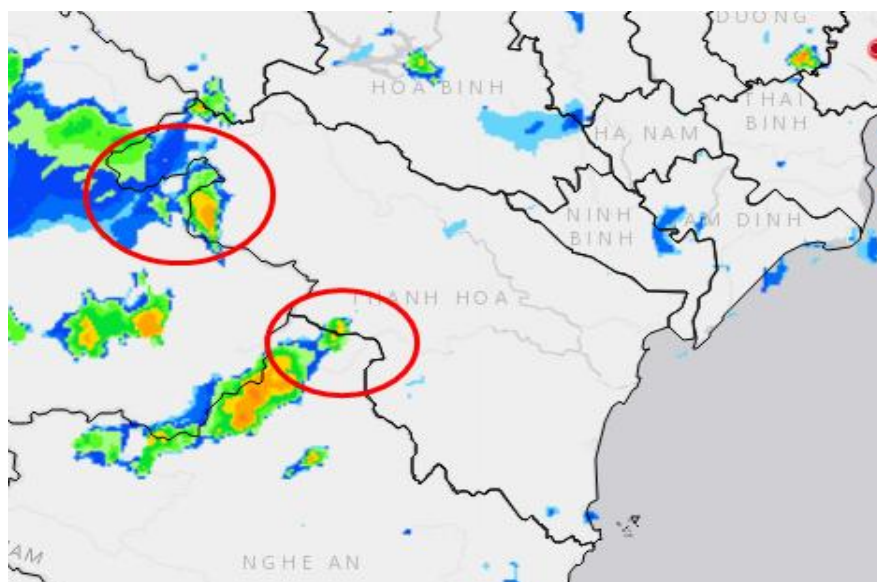 DUONG
HOA BINH
THAI
BINH
HA NAM
NINH
BINH
AM DINH
THANH HOA
NGHE AN
AM